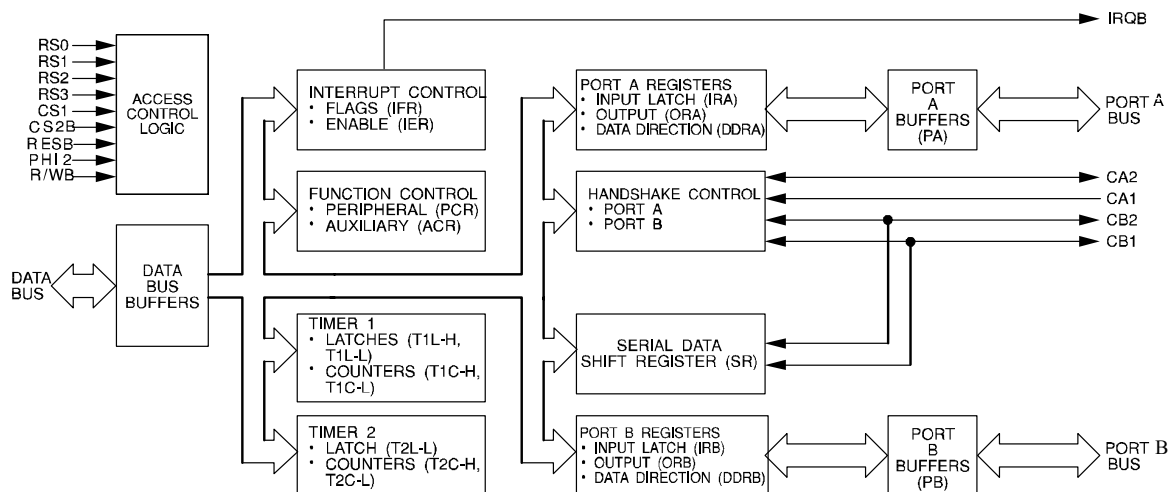 IRQB
RS0
RS1
RS2
RS3
CS1
CS2B
RESB
PHI 2
R/WB
ACCESS
CONTROL
LOGIC
INTERRUPT CONTROL
• FLAGS (IFR)
• ENABLE (IER)
PORT A REGISTERS
• INPUT LATCH (IRA)
• OUTPUT (ORA)
• DATA DIRECTION (DDRA)
PORT
A
BUFFERS
(PA)
PORT A
BUS
FUNCTION CONTROL
• PERIPHERAL (PCR)
• AUXILIARY (ACR)
HANDSHAKE CONTROL
• PORT A
• PORT B
CA2
CA1
CB2
CB1
DATA
BUS
DATA
BUS
BUFFERS
TIMER 1
• LATCHES (T1L-H,
T1L-L)
• COUNTERS (T1C-H,
T1C-L)
SERIAL DATA
SHIFT REGISTER (SR)
TIMER 2
• LATCH (T2L-L)
• COUNTERS (T2C-H,
T2C-L)
PORT B REGISTERS
• INPUT LATCH (IRB)
• OUTPUT (ORB)
• DATA DIRECTION (DDRB)
PORT
B
BUFFERS
(PB)
PORT B
BUS